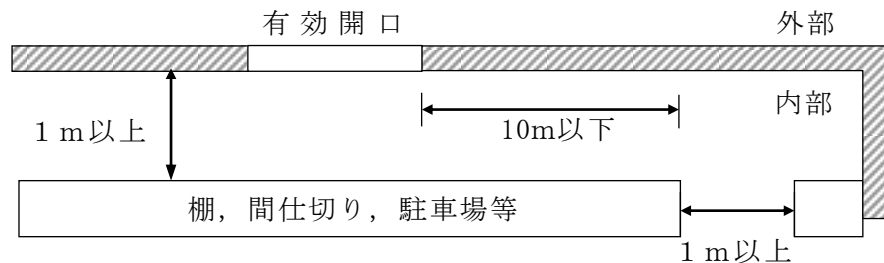 有効開口
外部
内部
１ｍ以上
10m以下
棚，間仕切り，駐車場等
１ｍ以上